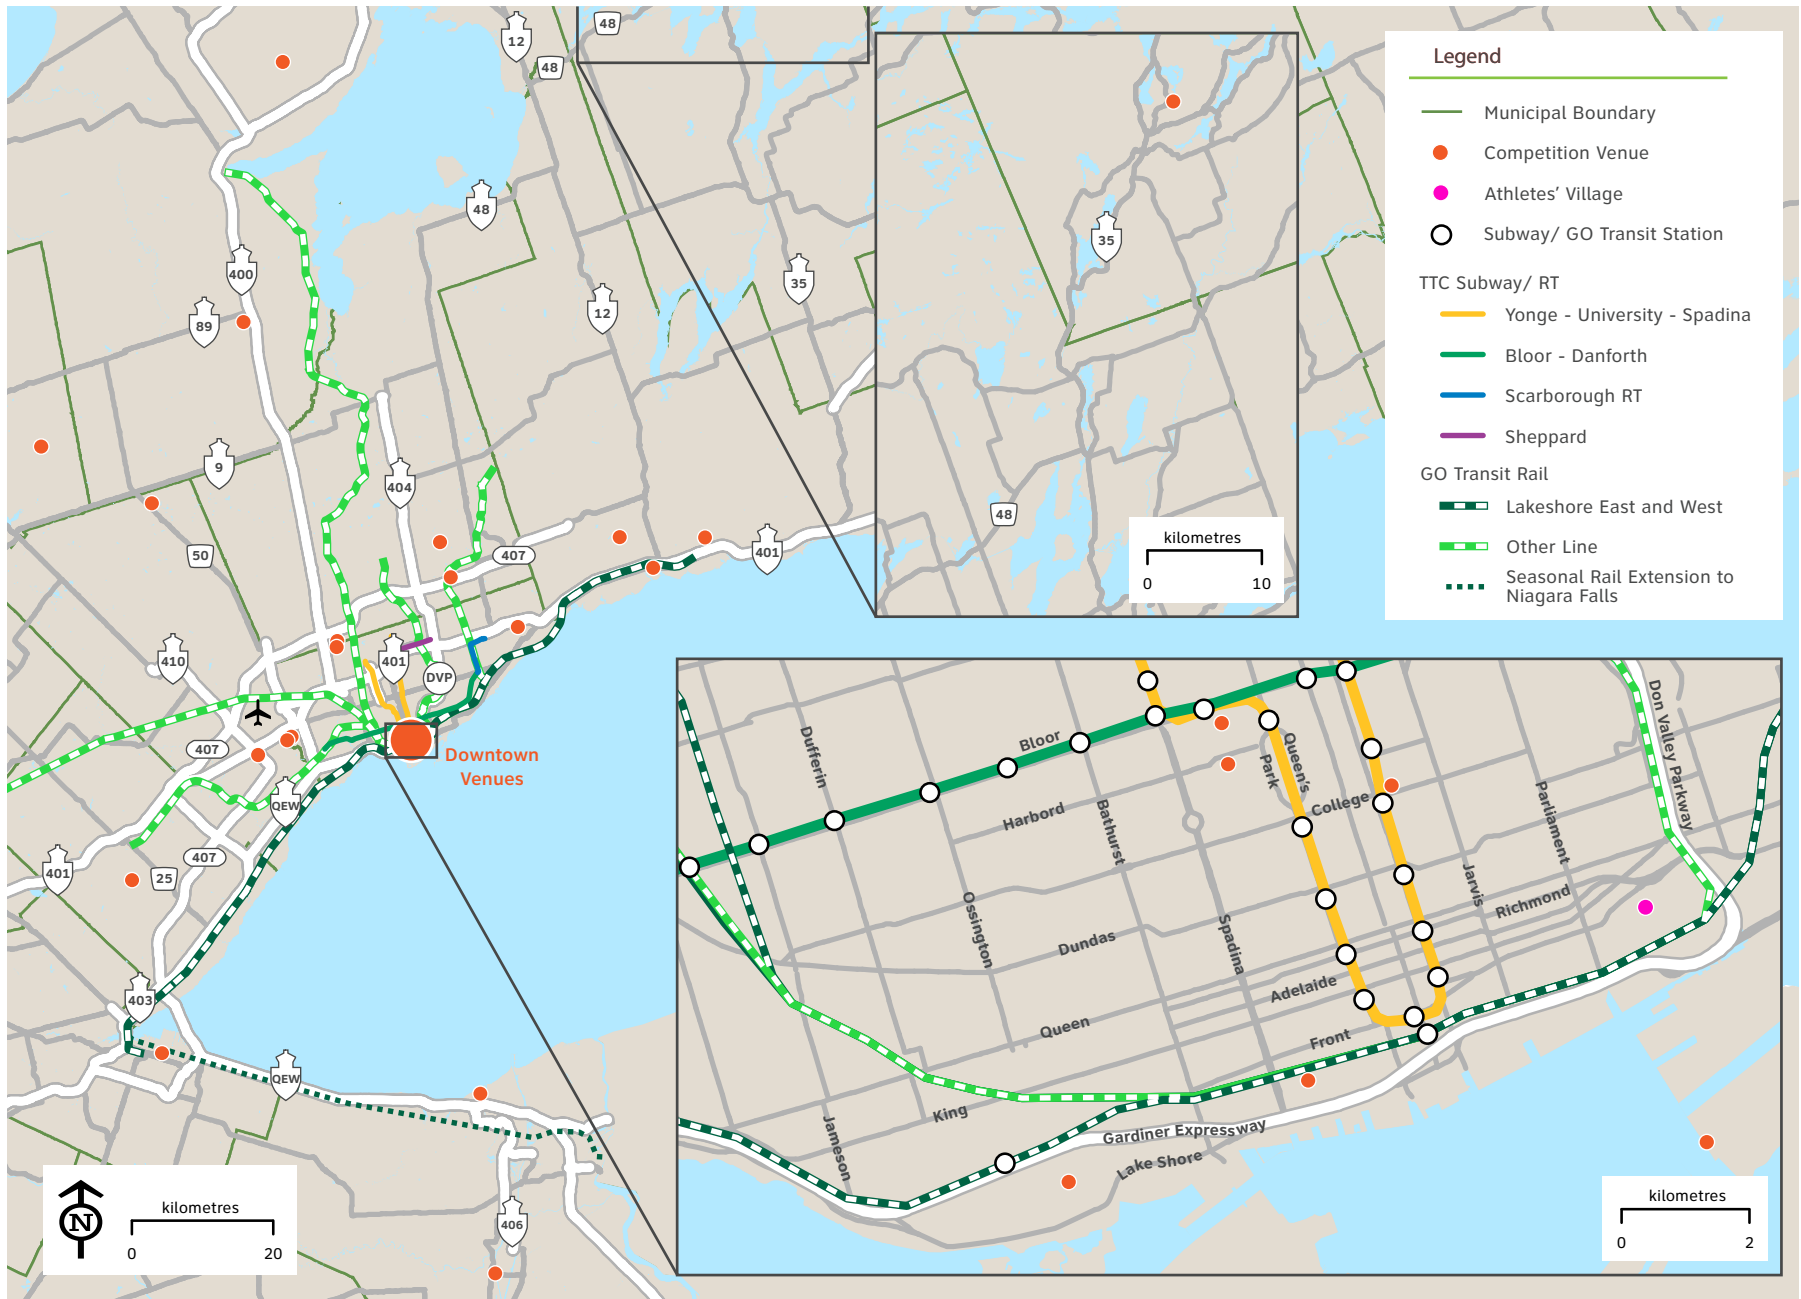 12
48
48
48
400
89
12
35
9
404
50
407
401
410
401
DVP
407
Downtown
Venues
QEW
407
401
25
403
QEW
406
kilometres
0
20
N
35
48
kilometres
0
10
Legend
Municipal Boundary
Competition Venue
Athletes’ Village
Subway/ GO Transit Station
TTC Subway/ RT
Yonge - University - Spadina
Bloor - Danforth
Scarborough RT
Sheppard
GO Transit Rail
Lakeshore East and West
Other Line
Seasonal Rail Extension to
Niagara Falls
Dufferin
Bloor
Queen's
Park
Don Valley Parkway
Harbord
Bathurst
College
Parliament
Ossington
Dundas
Spadina
Jarvis
Richmond
Adelaide
Queen
Front
King
Jameson
Gardiner Expressway
Lake Shore
kilometres
0
2